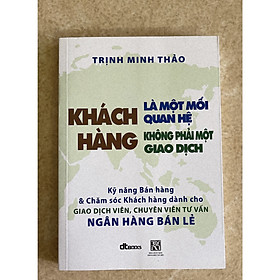 TRỊNH MINH THẢO
KHÁCH HÀNG
LÀ MỘT MỐI
QUAN HỆ
KHÔNG PHẢI MỘT
GIAO DỊCH
Kỹ năng Bán hàng
& Chăm sóc Khách hàng dành cho
GIAO DỊCH VIÊN, CHUYÊN VIÊN TƯ VẤN
NGÂN HÀNG BÁN LẺ
dtbooks